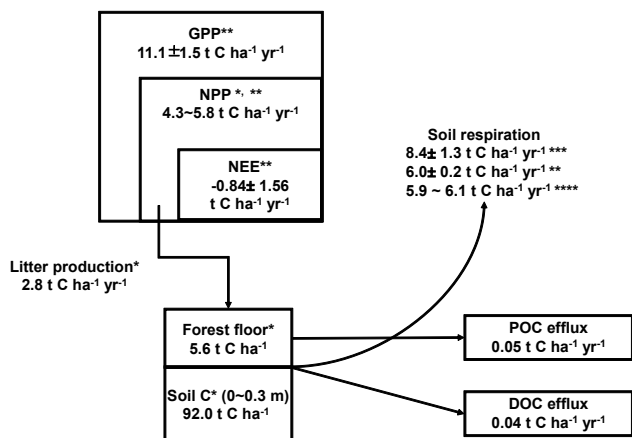 GPP**
11.1 ±1.5 t C ha⁻¹ yr⁻¹
NPP *, **
4.3~5.8 t C ha⁻¹ yr⁻¹
NEE**
-0.84± 1.56
t C ha⁻¹ yr⁻¹
Soil respiration
8.4± 1.3 t C ha⁻¹ yr⁻¹ ***
6.0± 0.2 t C ha⁻¹ yr⁻¹ **
5.9 ~ 6.1 t C ha⁻¹ yr⁻¹ ****
Litter production*
2.8 t C ha⁻¹ yr⁻¹
Forest floor*
5.6 t C ha⁻¹
POC efflux
0.05 t C ha⁻¹ yr⁻¹
Soil C* (0~0.3 m)
92.0 t C ha⁻¹
DOC efflux
0.04 t C ha⁻¹ yr⁻¹